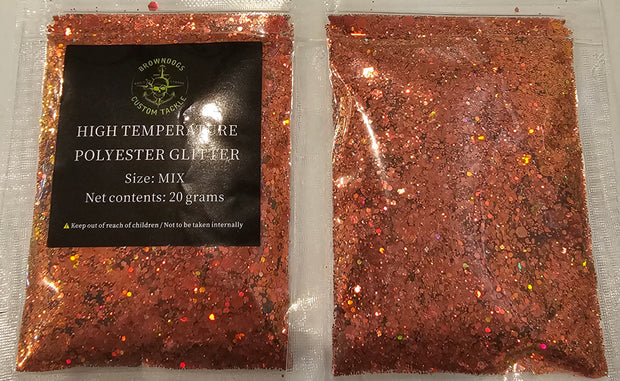 BROWNDOGS
CUSTOM TACKLE
HIGH TEMPERATURE
POLYESTER GLITTER
Size: MIX
Net contents: 20 grams
⚠ Keep out of reach of children / Not to be taken internally